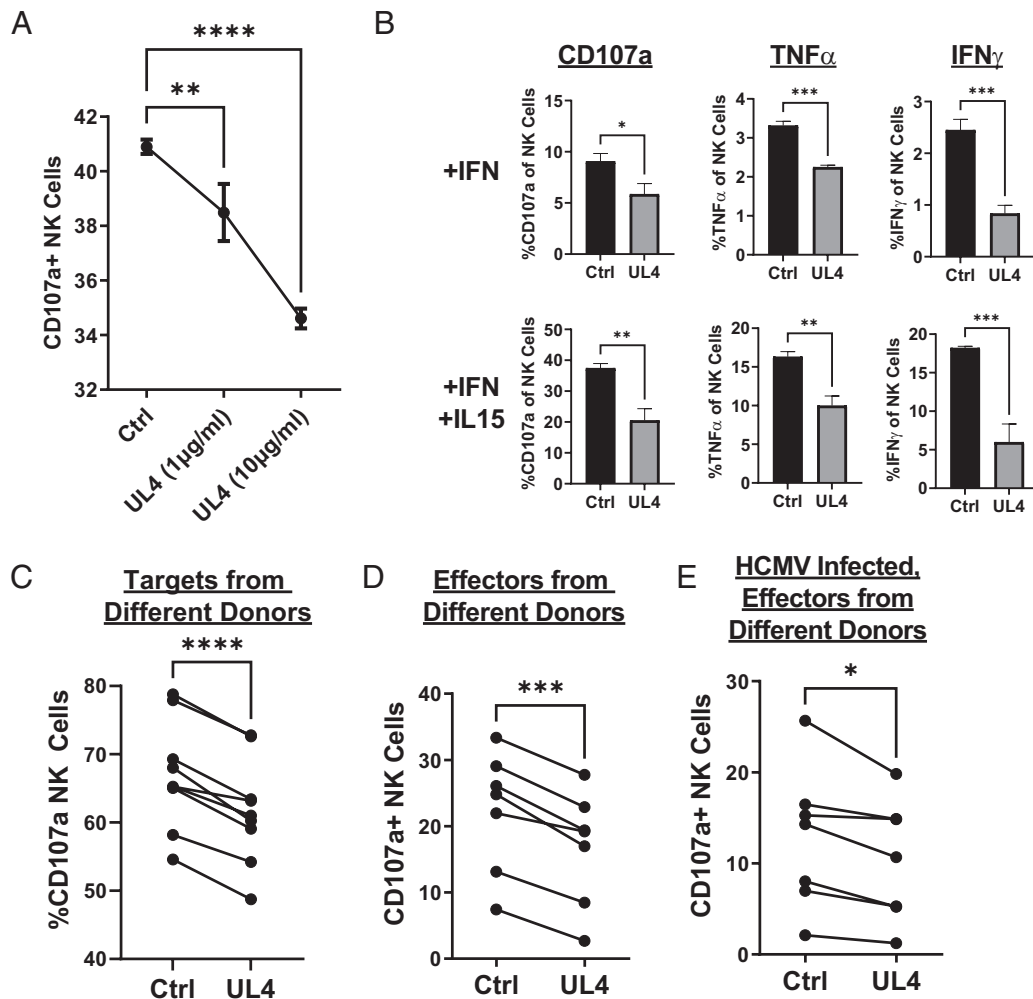 A
****
**
CD107a+ NK Cells
42
40
38
36
34
32
Ctrl
UL4 (1µg/ml)
UL4 (10µg/ml)
B
CD107a
TNFα
IFNγ
+IFN
%CD107a of NK Cells
15
10
5
0
*
Ctrl
UL4
%TNFα of NK Cells
4
3
2
1
0
***
Ctrl
UL4
%IFNγ of NK Cells
4
3
2
1
0
***
Ctrl
UL4
+IFN
+IL15
%CD107a of NK Cells
50
40
30
20
10
0
**
Ctrl
UL4
%TNFα of NK Cells
20
15
10
5
0
**
Ctrl
UL4
%IFNγ of NK Cells
20
15
10
5
0
***
Ctrl
UL4
C
Targets from
Different Donors
****
%CD107a NK Cells
80
70
60
50
40
Ctrl
UL4
D
Effectors from
Different Donors
***
CD107a+ NK Cells
40
30
20
10
0
Ctrl
UL4
E
HCMV Infected,
Effectors from
Different Donors
*
CD107a+ NK Cells
30
20
10
0
Ctrl
UL4